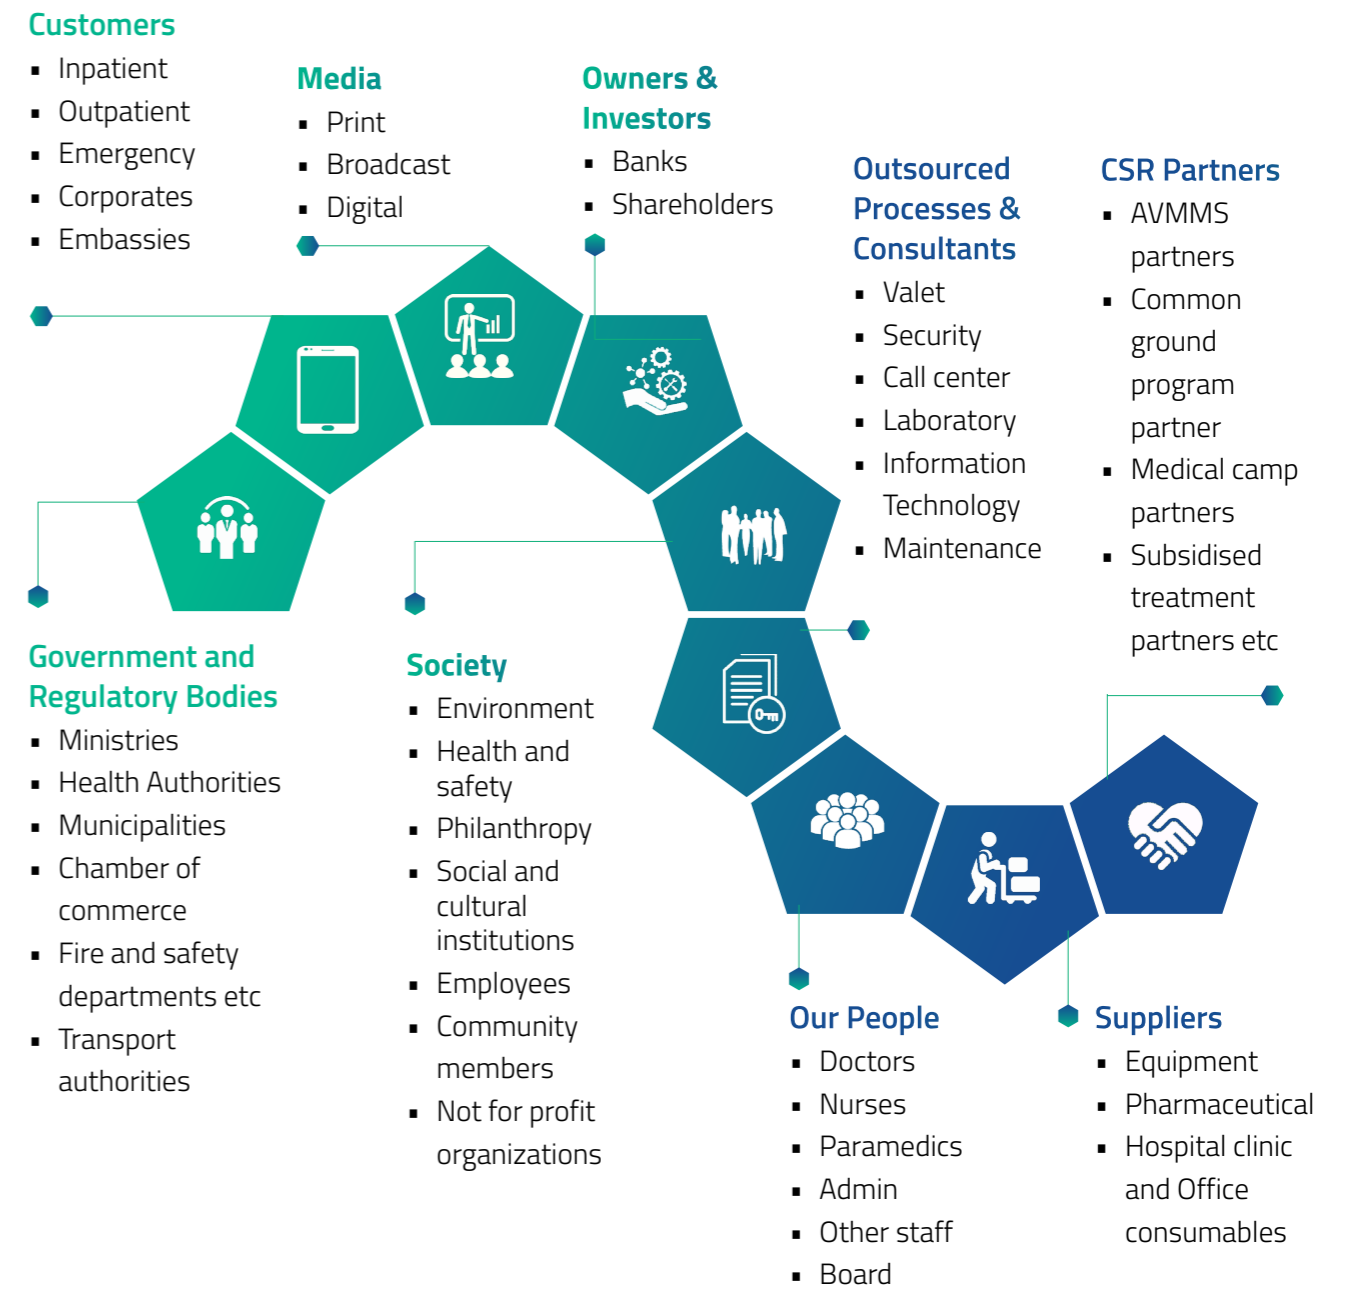 Customers
Inpatient
Outpatient
Emergency
Corporates
Embassies
Media
Print
Broadcast
Digital
Owners &
Investors
Banks
Shareholders
Outsourced
Processes &
Consultants
Valet
Security
Call center
Laboratory
Information
Technology
Maintenance
CSR Partners
AVMMS
partners
Common
ground
program
partner
Medical camp
partners
Subsidised
treatment
partners etc
Government and
Regulatory Bodies
Ministries
Health Authorities
Municipalities
Chamber of
commerce
Fire and safety
departments etc
Transport
authorities
Society
Environment
Health and
safety
Philanthropy
Social and
cultural
institutions
Employees
Community
members
Not for profit
organizations
Our People
Doctors
Nurses
Paramedics
Admin
Other staff
Board
Suppliers
Equipment
Pharmaceutical
Hospital clinic
and Office
consumables